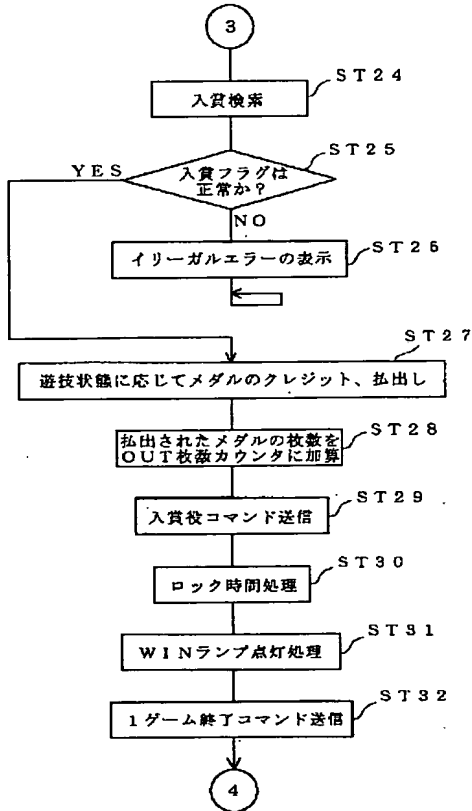 3
ST24
入賞検索
ST25
YES
入賞フラグは
正常か？
NO
ST26
イリーガルエラーの表示
ST27
遊技状態に応じてメダルのクレジット、払出し
ST28
払出されたメダルの枚数を
OUT枚数カウンタに加算
ST29
入賞役コマンド送信
ST30
ロック時間処理
ST31
WINランプ点灯処理
ST32
1ゲーム終了コマンド送信
4